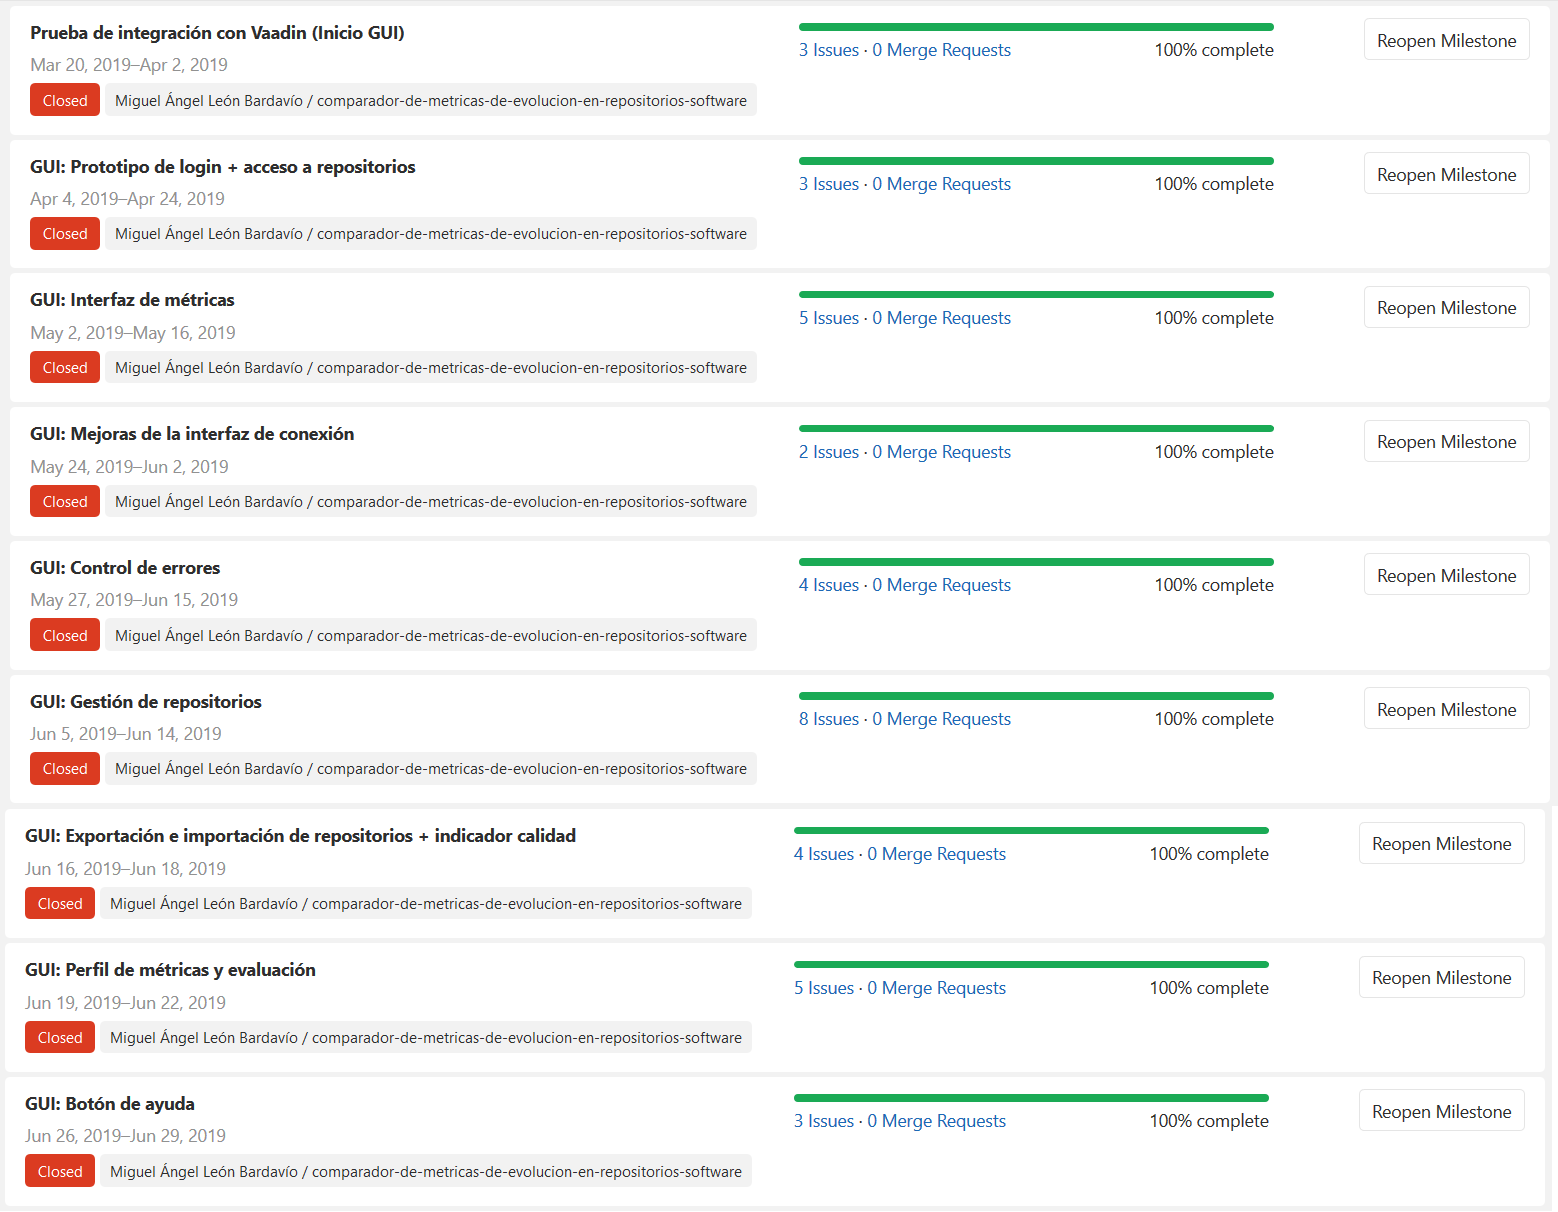 Prueba de integración con Vaadin (Inicio GUI)
3 Issues · 0 Merge Requests 100% complete
Reopen Milestone
Mar 20, 2019–Apr 2, 2019
Closed Miguel Ángel León Bardavío / comparador-de-metricas-de-evolucion-en-repositorios-software
GUI: Prototipo de login + acceso a repositorios
3 Issues · 0 Merge Requests 100% complete
Reopen Milestone
Apr 4, 2019–Apr 24, 2019
Closed Miguel Ángel León Bardavío / comparador-de-metricas-de-evolucion-en-repositorios-software
GUI: Interfaz de métricas
5 Issues · 0 Merge Requests 100% complete
Reopen Milestone
May 2, 2019–May 16, 2019
Closed Miguel Ángel León Bardavío / comparador-de-metricas-de-evolucion-en-repositorios-software
GUI: Mejoras de la interfaz de conexión
2 Issues · 0 Merge Requests 100% complete
Reopen Milestone
May 24, 2019–Jun 2, 2019
Closed Miguel Ángel León Bardavío / comparador-de-metricas-de-evolucion-en-repositorios-software
GUI: Control de errores
4 Issues · 0 Merge Requests 100% complete
Reopen Milestone
May 27, 2019–Jun 15, 2019
Closed Miguel Ángel León Bardavío / comparador-de-metricas-de-evolucion-en-repositorios-software
GUI: Gestión de repositorios
8 Issues · 0 Merge Requests 100% complete
Reopen Milestone
Jun 5, 2019–Jun 14, 2019
Closed Miguel Ángel León Bardavío / comparador-de-metricas-de-evolucion-en-repositorios-software
GUI: Exportación e importación de repositorios + indicador calidad
4 Issues · 0 Merge Requests 100% complete
Reopen Milestone
Jun 16, 2019–Jun 18, 2019
Closed Miguel Ángel León Bardavío / comparador-de-metricas-de-evolucion-en-repositorios-software
GUI: Perfil de métricas y evaluación
5 Issues · 0 Merge Requests 100% complete
Reopen Milestone
Jun 19, 2019–Jun 22, 2019
Closed Miguel Ángel León Bardavío / comparador-de-metricas-de-evolucion-en-repositorios-software
GUI: Botón de ayuda
3 Issues · 0 Merge Requests 100% complete
Reopen Milestone
Jun 26, 2019–Jun 29, 2019
Closed Miguel Ángel León Bardavío / comparador-de-metricas-de-evolucion-en-repositorios-software